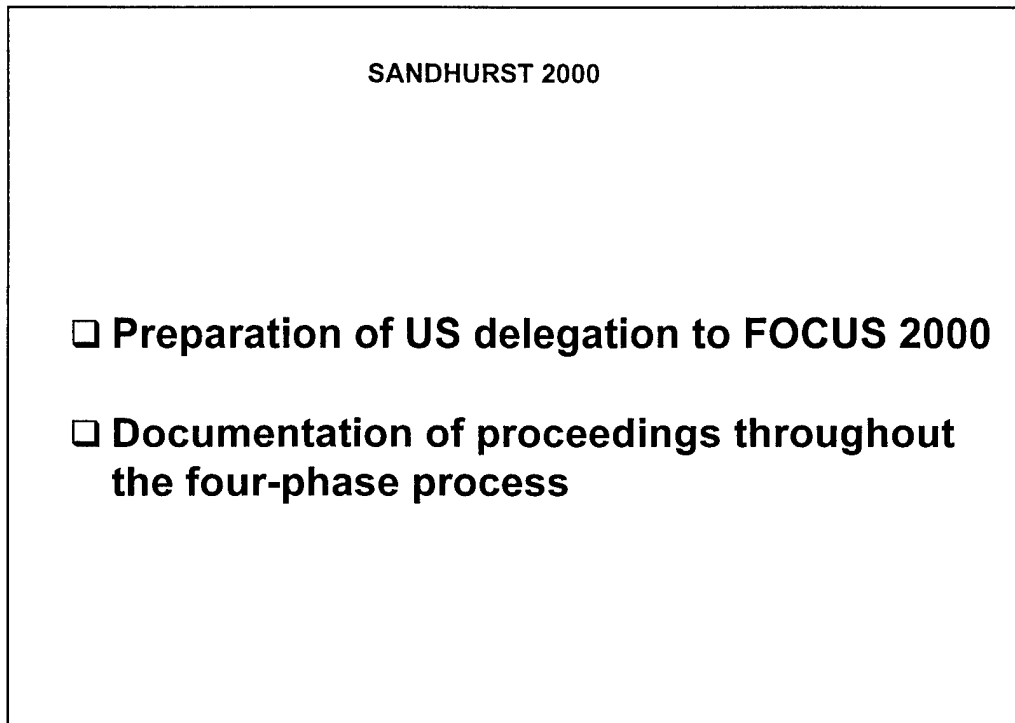 SANDHURST 2000
❑ Preparation of US delegation to FOCUS 2000
❑ Documentation of proceedings throughout
the four-phase process